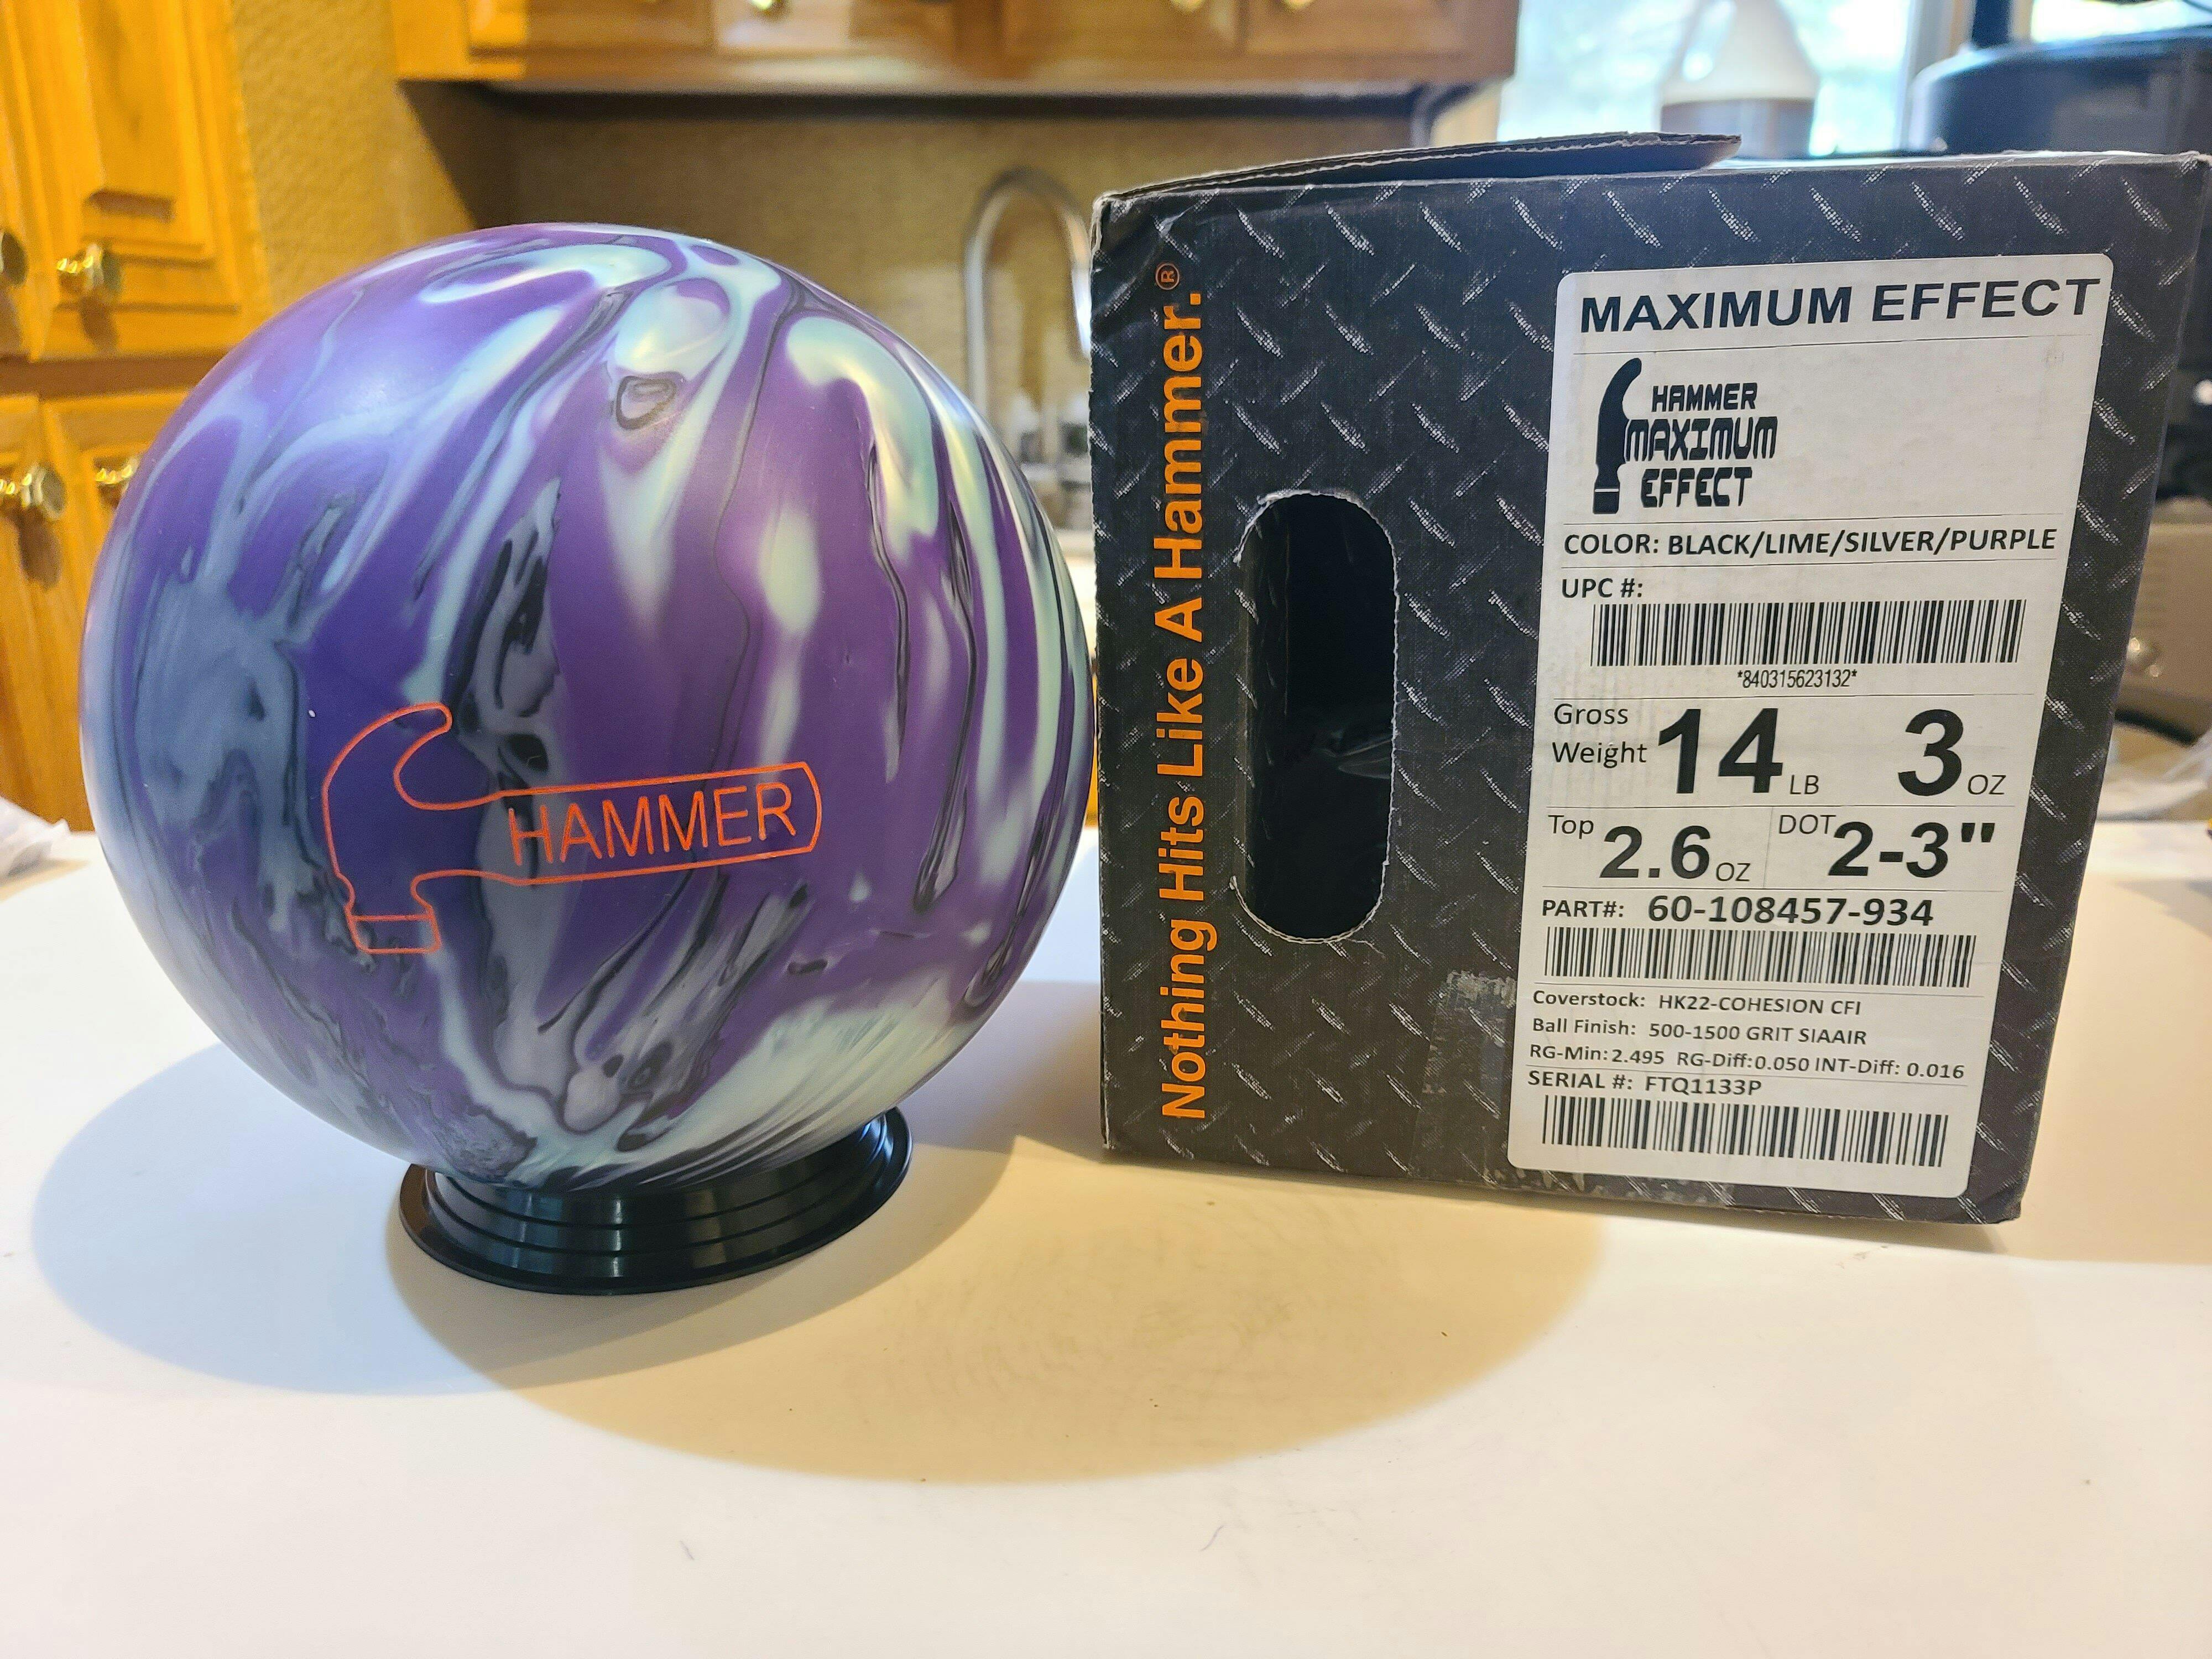 HAMMER
Nothing Hits Like A Hammer.®
MAXIMUM EFFECT
HAMMER
MAXIMUM
EFFECT
COLOR: BLACK/LIME/SILVER/PURPLE
UPC #:
*840315623132*
Gross Weight 14 LB 3 OZ
Top 2.6 OZ DOT 2-3"
PART#: 60-108457-934
Coverstock: HK22-COHESION CFI
Ball Finish: 500-1500 GRIT SIAAIR
RG-Min: 2.495 RG-Diff: 0.050 INT-Diff: 0.016
SERIAL #: FTQ1133P